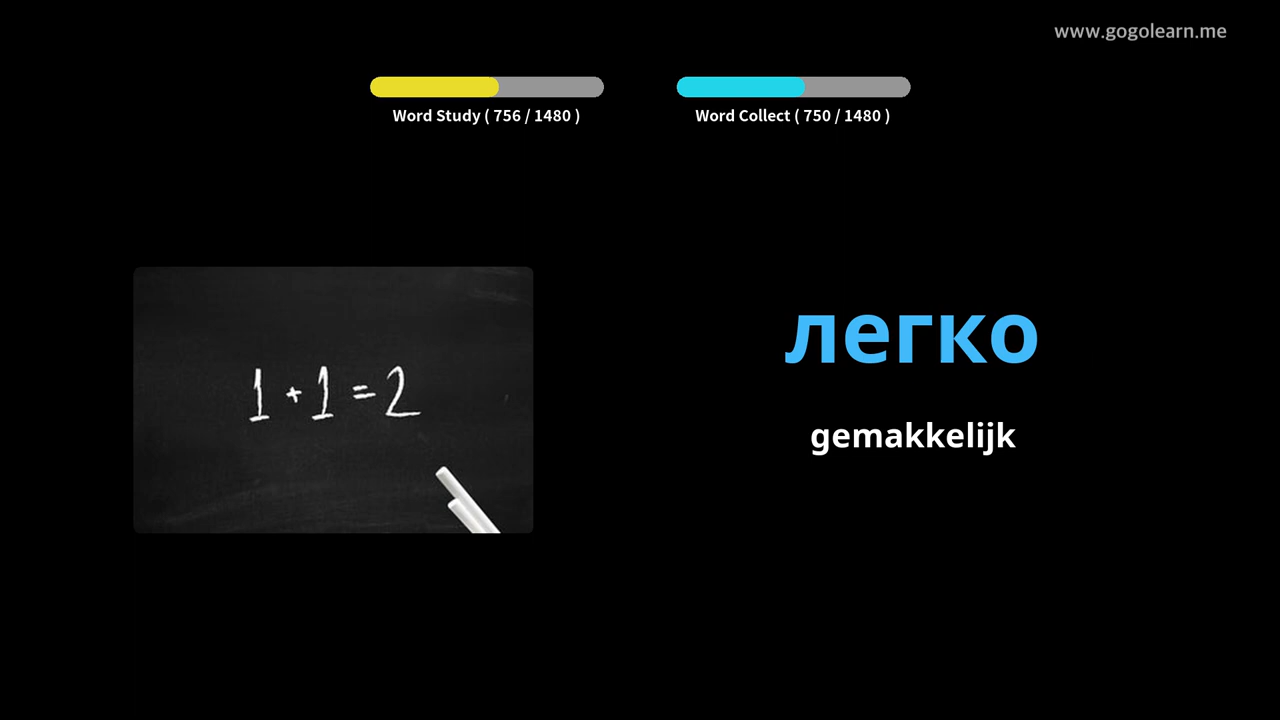 www.gogolearn.me
Word Study ( 756 / 1480 )
Word Collect ( 750 / 1480 )
1 + 1 = 2
легко
gemakkelijk